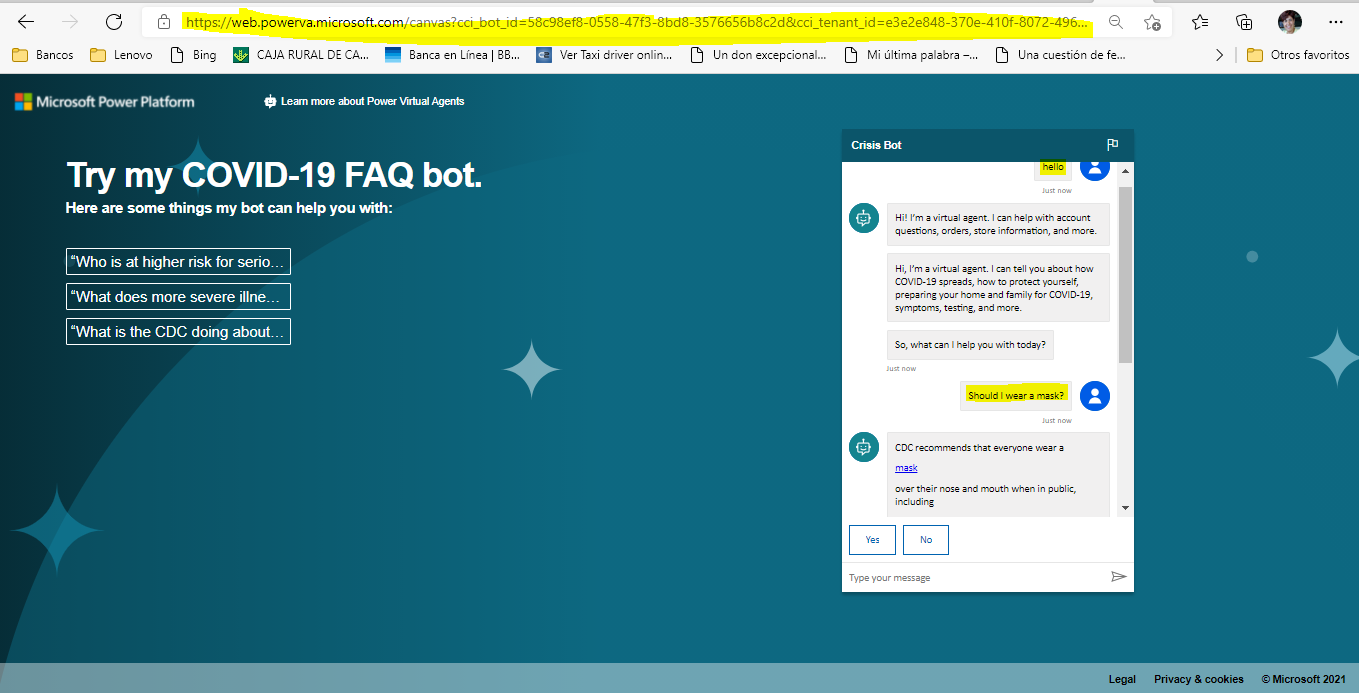 https://web.powerva.microsoft.com/canvas?cci_bot_id=58c98ef8-0558-47f3-8bd8-3576656b8c2d&cci_tenant_id=e3e2e848-370e-410f-8072-496...
Bancos
Lenovo
Bing
CAJA RURAL DE CA...
Banca en Línea | BB...
Ver Taxi driver onlin...
Un don excepcional...
Mi última palabra –...
Una cuestión de fe...
Otros favoritos
Microsoft Power Platform
Learn more about Power Virtual Agents
Try my COVID-19 FAQ bot.
Here are some things my bot can help you with:
“Who is at higher risk for serio...
“What does more severe illne...
“What is the CDC doing about...
Crisis Bot
hello
Just now
Hi! I'm a virtual agent. I can help with account
questions, orders, store information, and more.
Hi, I'm a virtual agent. I can tell you about how
COVID-19 spreads, how to protect yourself,
preparing your home and family for COVID-19,
symptoms, testing, and more.
So, what can I help you with today?
Just now
Should I wear a mask?
Just now
CDC recommends that everyone wear a
mask
over their nose and mouth when in public,
including
Yes
No
Type your message
Legal
Privacy & cookies
© Microsoft 2021